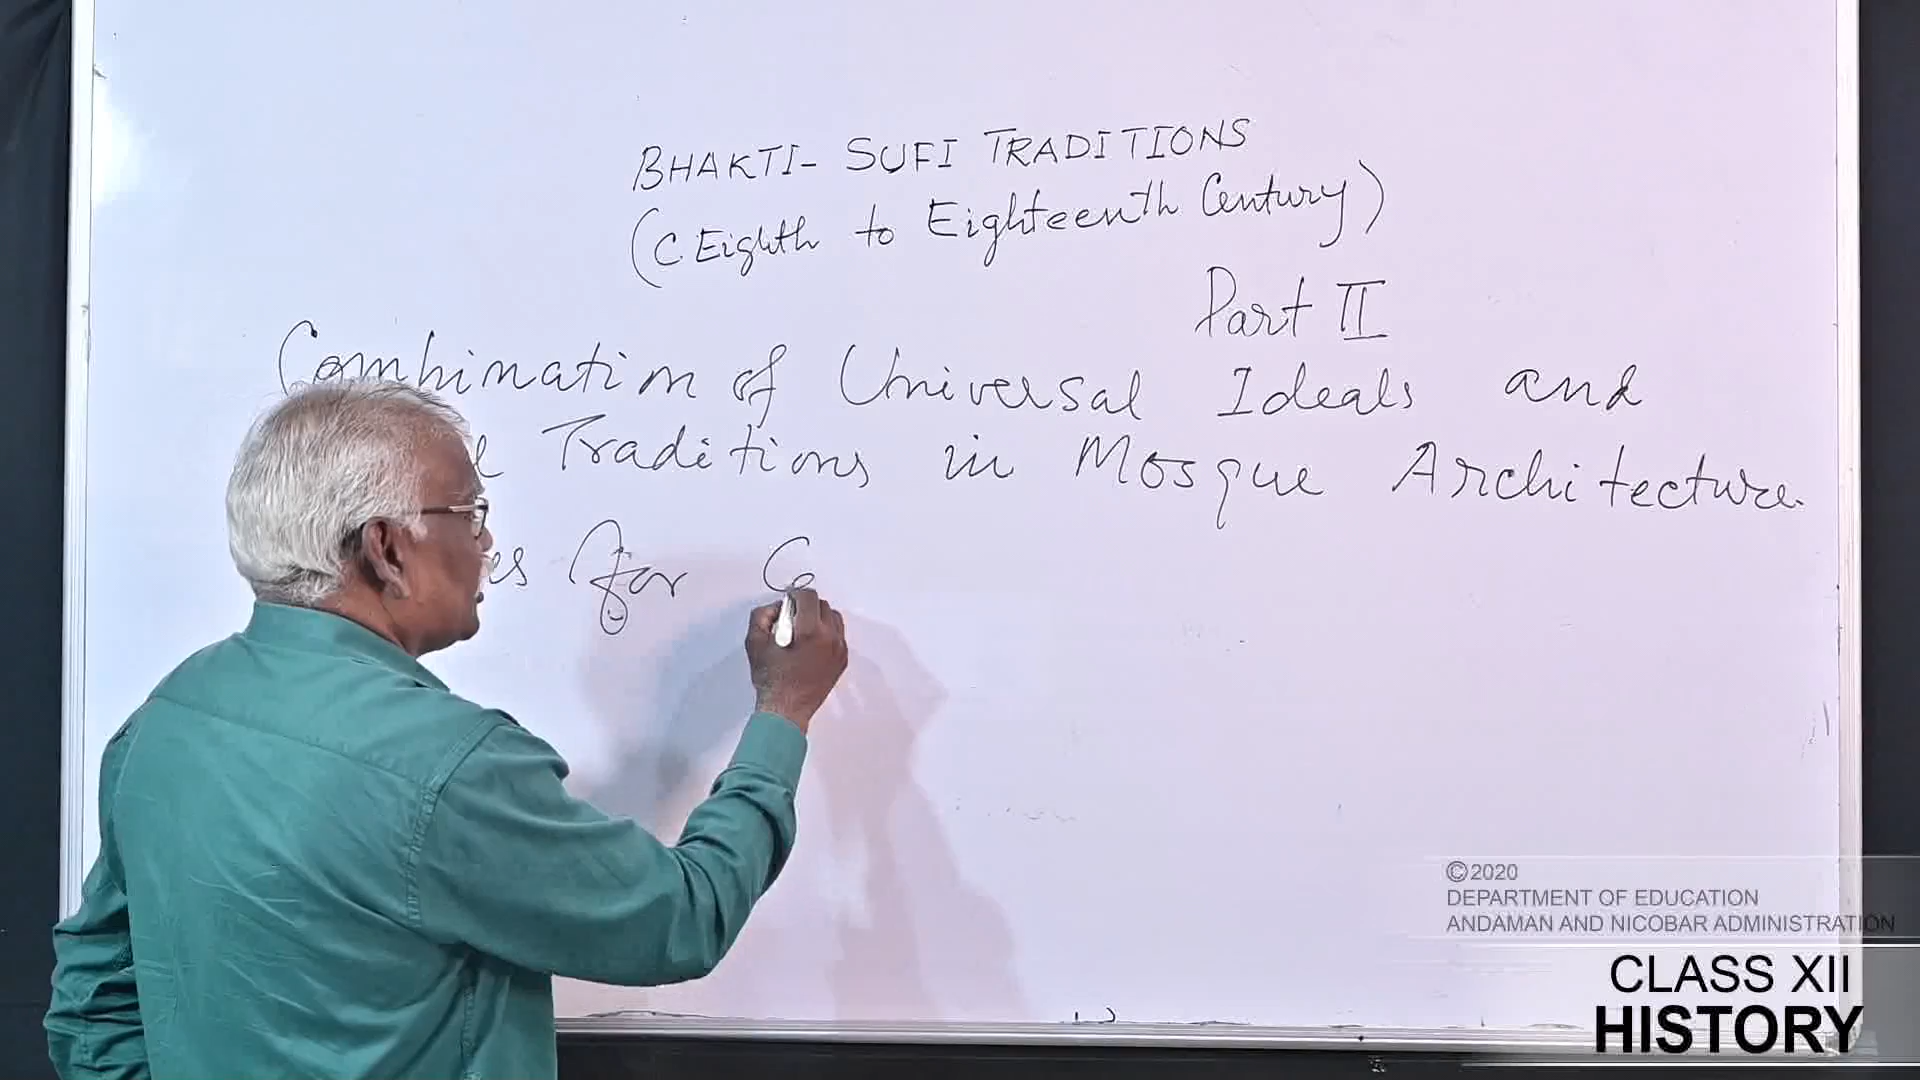 BHAKTI- SUFI TRADITIONS
(C. Eighth to Eighteenth Century)
Part II
Combination of Universal Ideals and
Traditions in Mosque Architecture.
for
©2020
DEPARTMENT OF EDUCATION
ANDAMAN AND NICOBAR ADMINISTRATION
CLASS XII
HISTORY